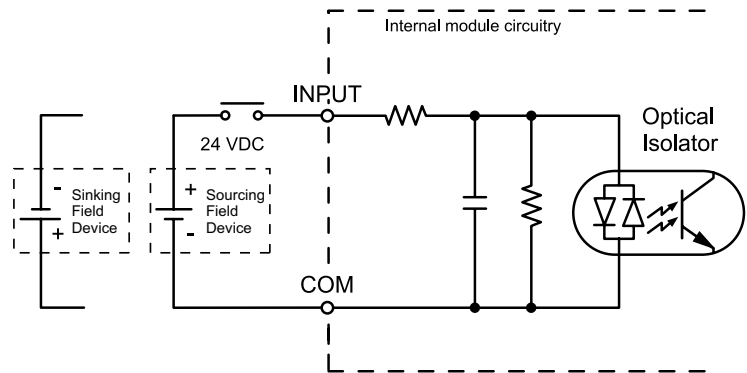 Internal module circuitry
INPUT
24 VDC
Optical
Isolator
-
Sinking
Field
Device
+
+
Sourcing
Field
Device
-
COM